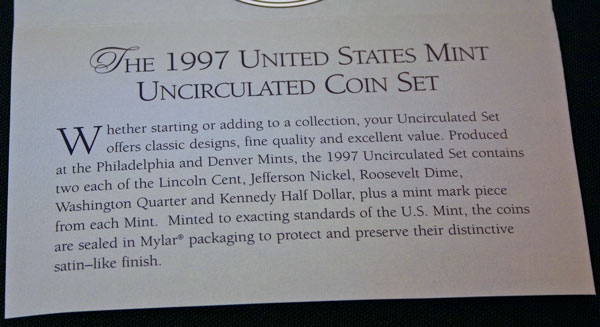 The 1997 United States Mint
Uncirculated Coin Set
Whether starting or adding to a collection, your Uncirculated Set
offers classic designs, fine quality and excellent value. Produced
at the Philadelphia and Denver Mints, the 1997 Uncirculated Set contains
two each of the Lincoln Cent, Jefferson Nickel, Roosevelt Dime,
Washington Quarter and Kennedy Half Dollar, plus a mint mark piece
from each Mint. Minted to exacting standards of the U.S. Mint, the coins
are sealed in Mylar® packaging to protect and preserve their distinctive
satin–like finish.